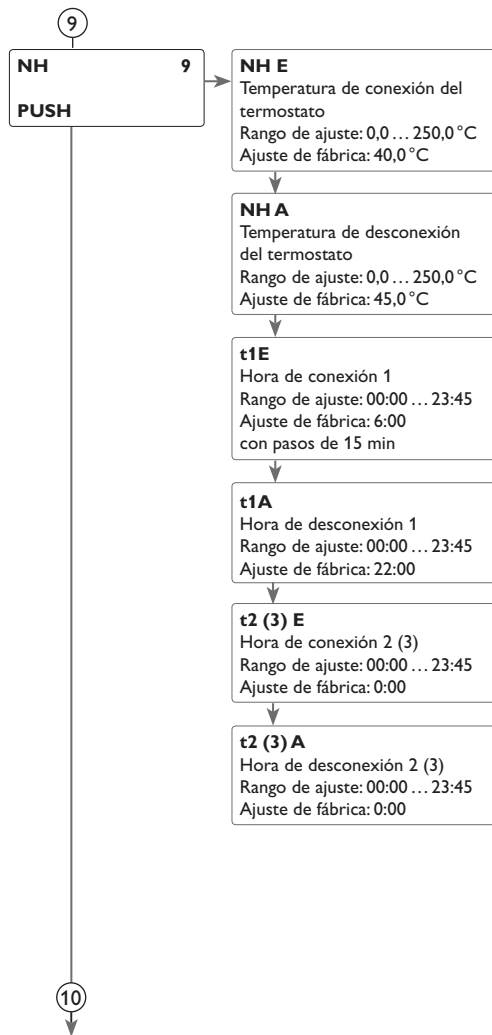 9
NH 9
PUSH
NH E
Temperatura de conexión del
termostato
Rango de ajuste: 0,0 … 250,0 °C
Ajuste de fábrica: 40,0 °C
NH A
Temperatura de desconexión
del termostato
Rango de ajuste: 0,0 … 250,0 °C
Ajuste de fábrica: 45,0 °C
t1E
Hora de conexión 1
Rango de ajuste: 00:00 … 23:45
Ajuste de fábrica: 6:00
con pasos de 15 min
t1A
Hora de desconexión 1
Rango de ajuste: 00:00 … 23:45
Ajuste de fábrica: 22:00
t2 (3) E
Hora de conexión 2 (3)
Rango de ajuste: 00:00 … 23:45
Ajuste de fábrica: 0:00
t2 (3) A
Hora de desconexión 2 (3)
Rango de ajuste: 00:00 … 23:45
Ajuste de fábrica: 0:00
10